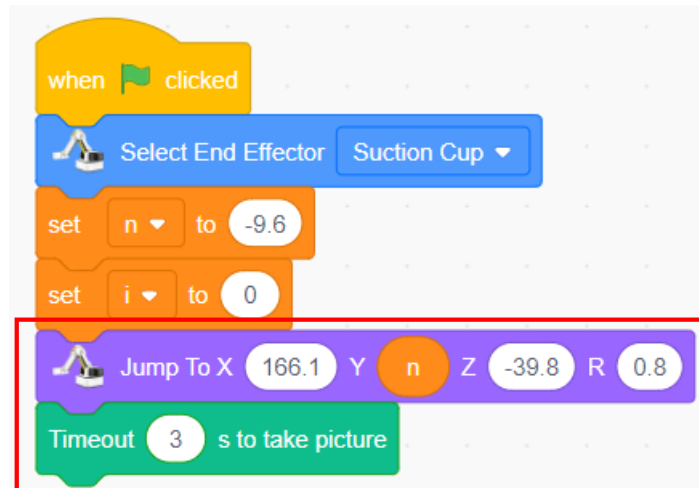 when clicked
Select End Effector Suction Cup
set n to -9.6
set i to 0
Jump To X 166.1 Y n Z -39.8 R 0.8
Timeout 3 s to take picture